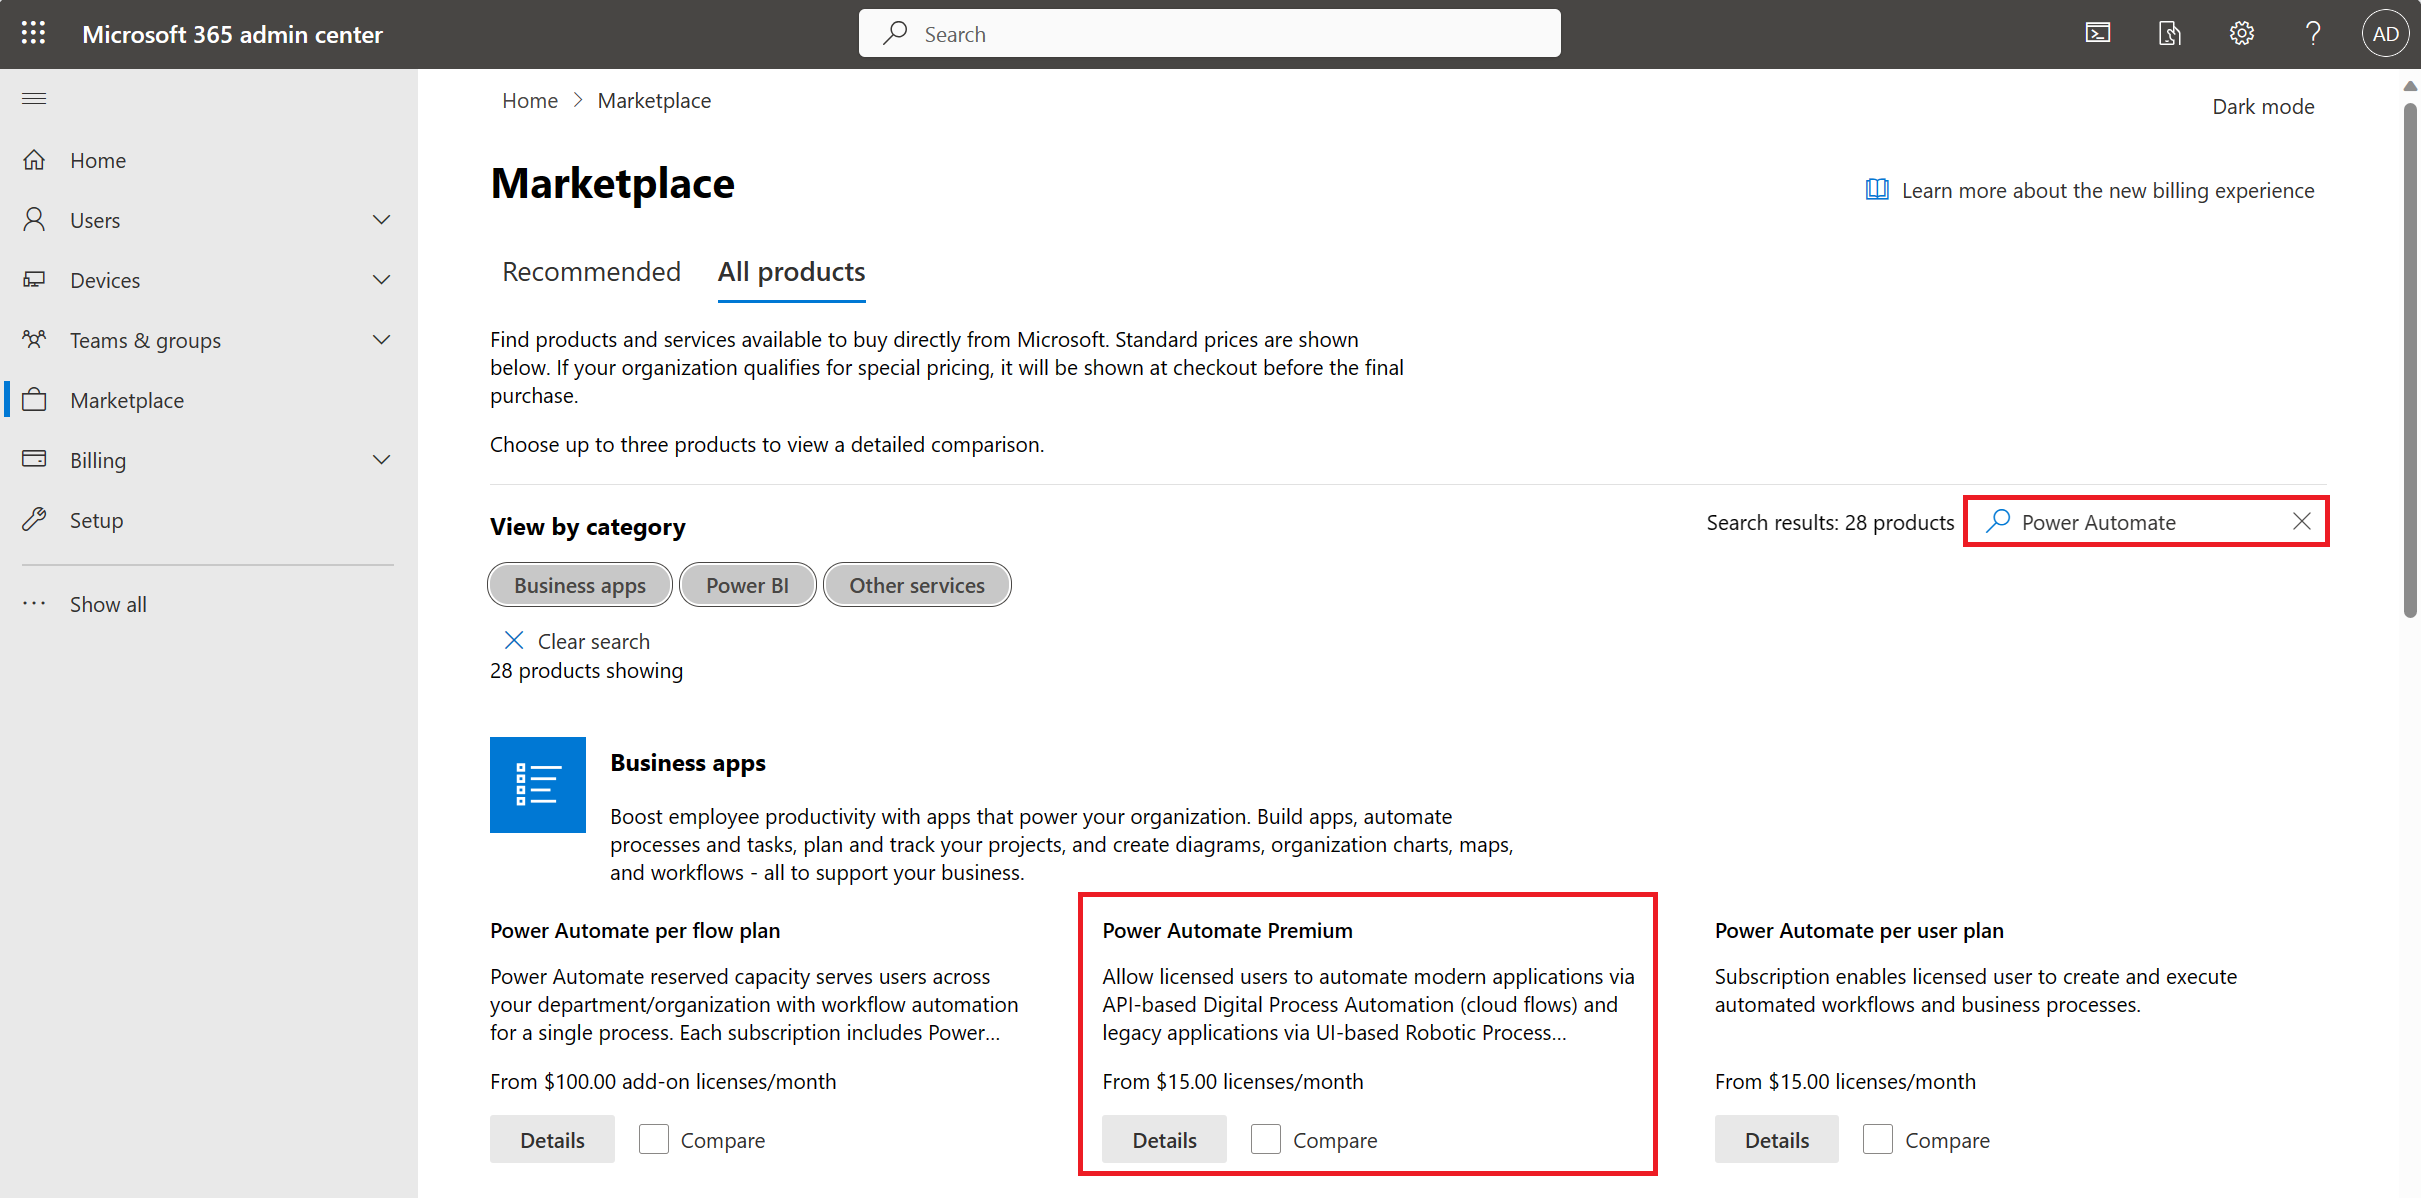 Microsoft 365 admin center
Search
AD
Home
Users
Devices
Teams & groups
Marketplace
Billing
Setup
Show all
Home > Marketplace
Dark mode
Marketplace
Learn more about the new billing experience
Recommended
All products
Find products and services available to buy directly from Microsoft. Standard prices are shown
below. If your organization qualifies for special pricing, it will be shown at checkout before the final
purchase.
Choose up to three products to view a detailed comparison.
View by category
Search results: 28 products
Power Automate
Business apps
Power BI
Other services
Clear search
28 products showing
Business apps
Boost employee productivity with apps that power your organization. Build apps, automate
processes and tasks, plan and track your projects, and create diagrams, organization charts, maps,
and workflows - all to support your business.
Power Automate per flow plan
Power Automate reserved capacity serves users across
your department/organization with workflow automation
for a single process. Each subscription includes Power...
From $100.00 add-on licenses/month
Details
Compare
Power Automate Premium
Allow licensed users to automate modern applications via
API-based Digital Process Automation (cloud flows) and
legacy applications via UI-based Robotic Process...
From $15.00 licenses/month
Details
Compare
Power Automate per user plan
Subscription enables licensed user to create and execute
automated workflows and business processes.
From $15.00 licenses/month
Details
Compare